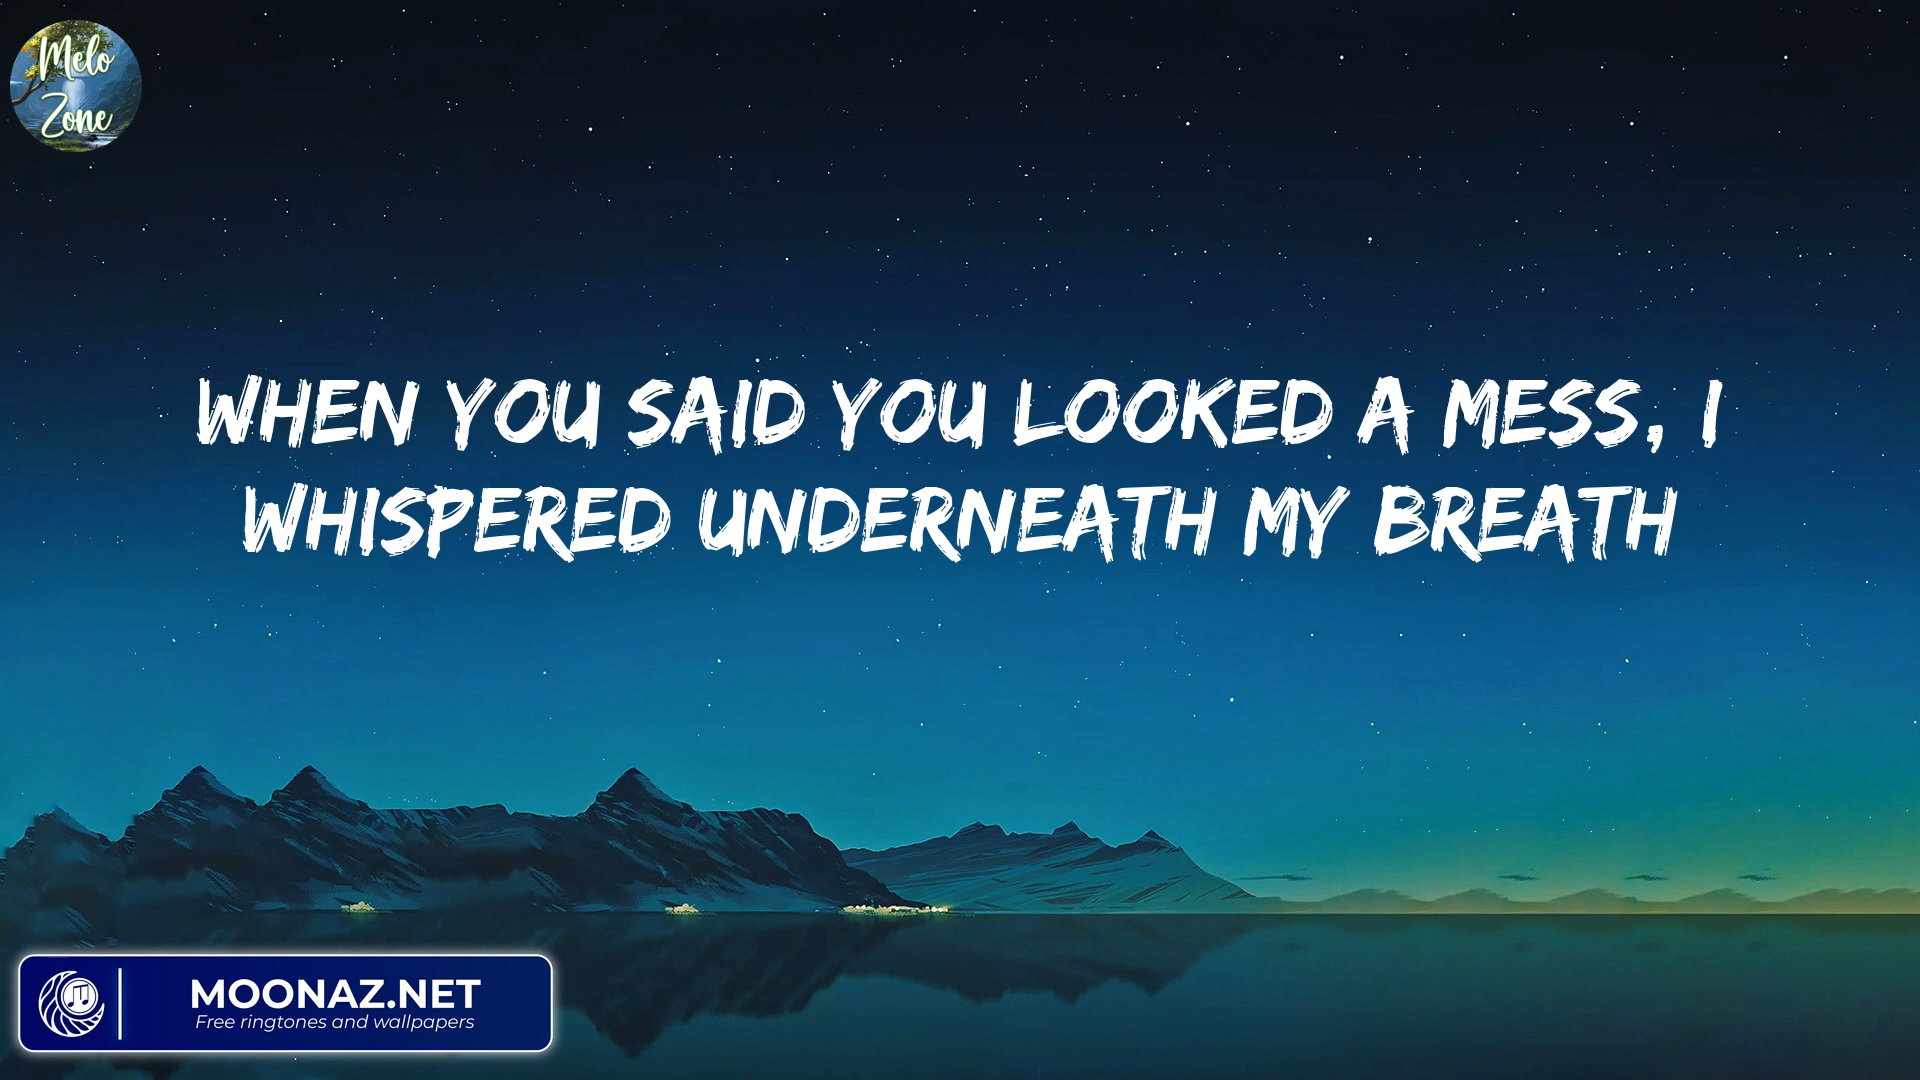 Melo
Zone
WHEN YOU SAID YOU LOOKED A MESS, I
WHISPERED UNDERNEATH MY BREATH
MOONAZ.NET
Free ringtones and wallpapers